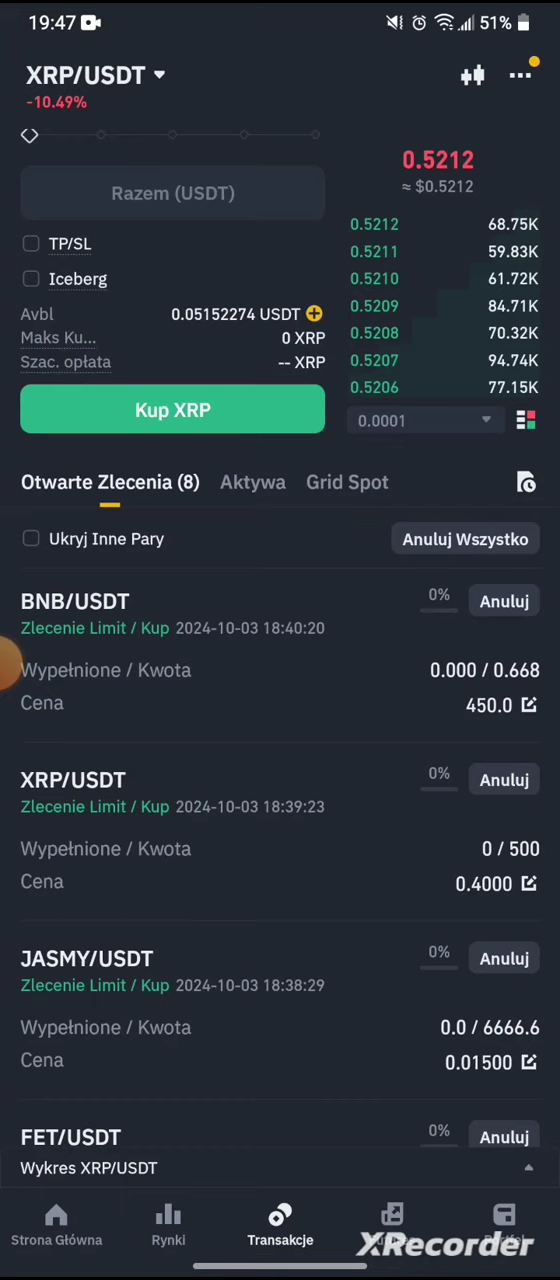 19:47 51%
XRP/USDT
-10.49%
0.5212
≈ $0.5212
Razem (USDT)
TP/SL
Iceberg
Avbl 0.05152274 USDT
Maks Ku... 0 XRP
Szac. opłata -- XRP
Kup XRP
0.5212 68.75K
0.5211 59.83K
0.5210 61.72K
0.5209 84.71K
0.5208 70.32K
0.5207 94.74K
0.5206 77.15K
0.0001
Otwarte Zlecenia (8) Aktywa Grid Spot
Ukryj Inne Pary Anuluj Wszystko
BNB/USDT 0% Anuluj
Zlecenie Limit / Kup 2024-10-03 18:40:20
Wypełnione / Kwota 0.000 / 0.668
Cena 450.0
XRP/USDT 0% Anuluj
Zlecenie Limit / Kup 2024-10-03 18:39:23
Wypełnione / Kwota 0 / 500
Cena 0.4000
JASMY/USDT 0% Anuluj
Zlecenie Limit / Kup 2024-10-03 18:38:29
Wypełnione / Kwota 0.0 / 6666.6
Cena 0.01500
FET/USDT 0% Anuluj
Wykres XRP/USDT
Strona Główna Rynki Transakcje
XRecorder